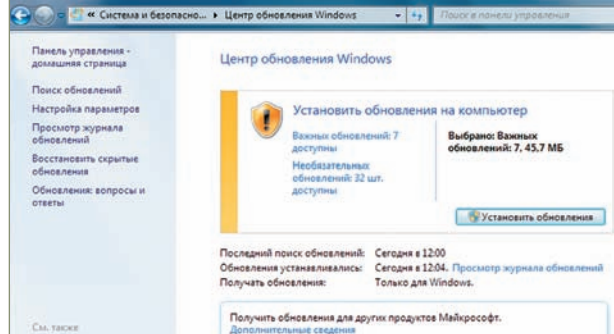 « Система и безопасно... ▸ Центр обновления Windows
Поиск в панели управления
Панель управления -
домашняя страница
Поиск обновлений
Настройка параметров
Просмотр журнала
обновлений
Восстановить скрытые
обновления
Обновления: вопросы и
ответы
См. также
Центр обновления Windows
Установить обновления на компьютер
Важных обновлений: 7
доступны
Необязательных
обновлений: 32 шт.
доступны
Выбрано: Важных
обновлений: 7, 45,7 МБ
Установить обновления
Последний поиск обновлений: Сегодня в 12:00
Обновления устанавливались: Сегодня в 12:04. Просмотр журнала обновлений
Получать обновления: Только для Windows.
Получить обновления для других продуктов Майкрософт.
Дополнительные сведения